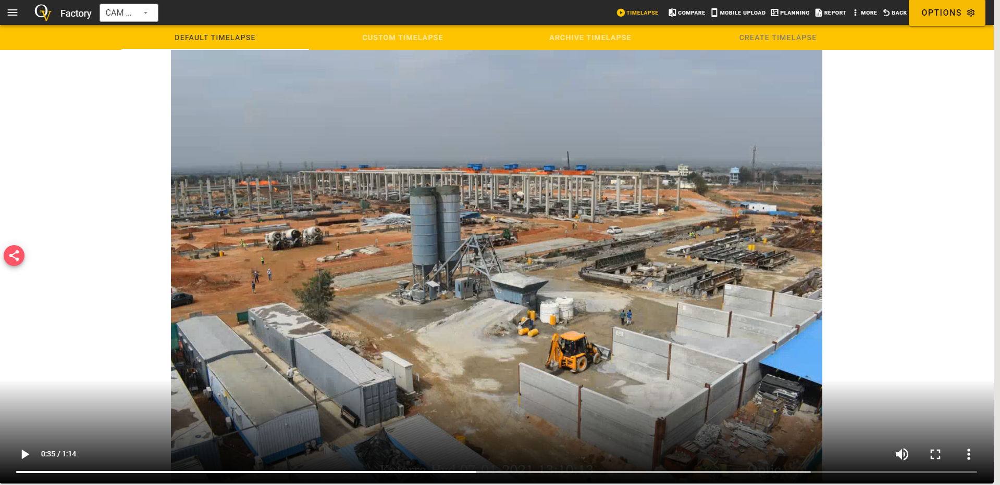 Factory
CAM ...
TIMELAPSE
COMPARE
MOBILE UPLOAD
PLANNING
REPORT
MORE
BACK
OPTIONS
DEFAULT TIMELAPSE
CUSTOM TIMELAPSE
ARCHIVE TIMELAPSE
CREATE TIMELAPSE
0:35 / 1:14
Katerra Hyd 07-01-2021 13:10:13
Optic